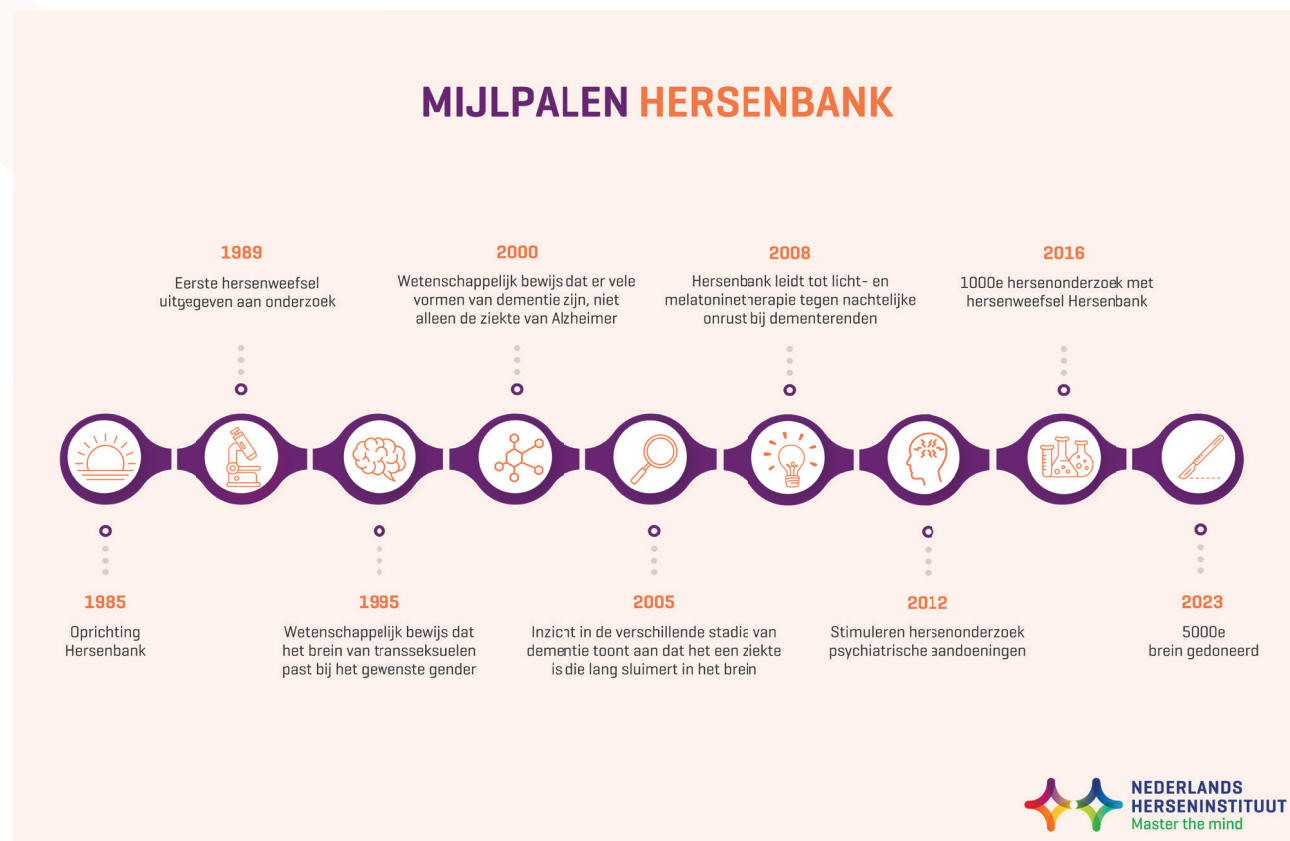 MIJLPALEN HERSENBANK
1989
Eerste hersenweefsel
uitgegeven aan onderzoek
2000
Wetenschappelijk bewijs dat er vele
vormen van dementie zijn, niet
alleen de ziekte van Alzheimer
2008
Hersenbank leidt tot licht- en
melatoninetherapie tegen nachtelijke
onrust bij dementerenden
2016
1000e hersenonderzoek met
hersenweefsel Hersenbank
1985
Oprichting
Hersenbank
1995
Wetenschappelijk bewijs dat
het brein van transseksuelen
past bij het gewenste gender
2005
Inzicht in de verschillende stadia van
dementie toont aan dat het een ziekte
is die lang sluimert in het brein
2012
Stimuleren hersenonderzoek
psychiatrische aandoeningen
2023
5000e
brein gedoneerd
NEDERLANDS
HERSENINSTITUUT
Master the mind